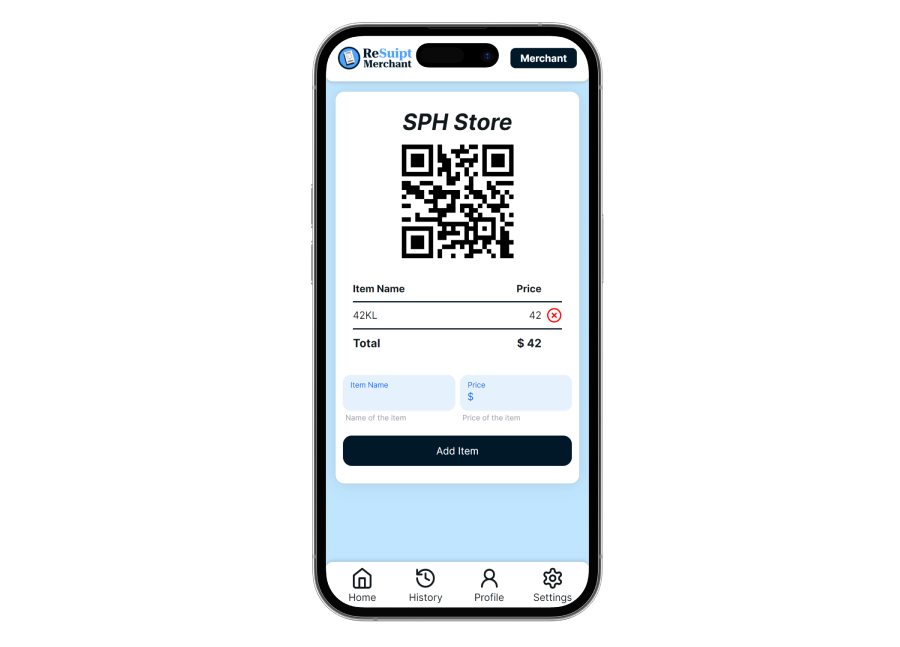 ReSuipt
Merchant
Merchant
SPH Store
Item Name Price
42KL 42
Total $ 42
Item Name Price
$
Name of the item Price of the item
Add Item
Home History Profile Settings